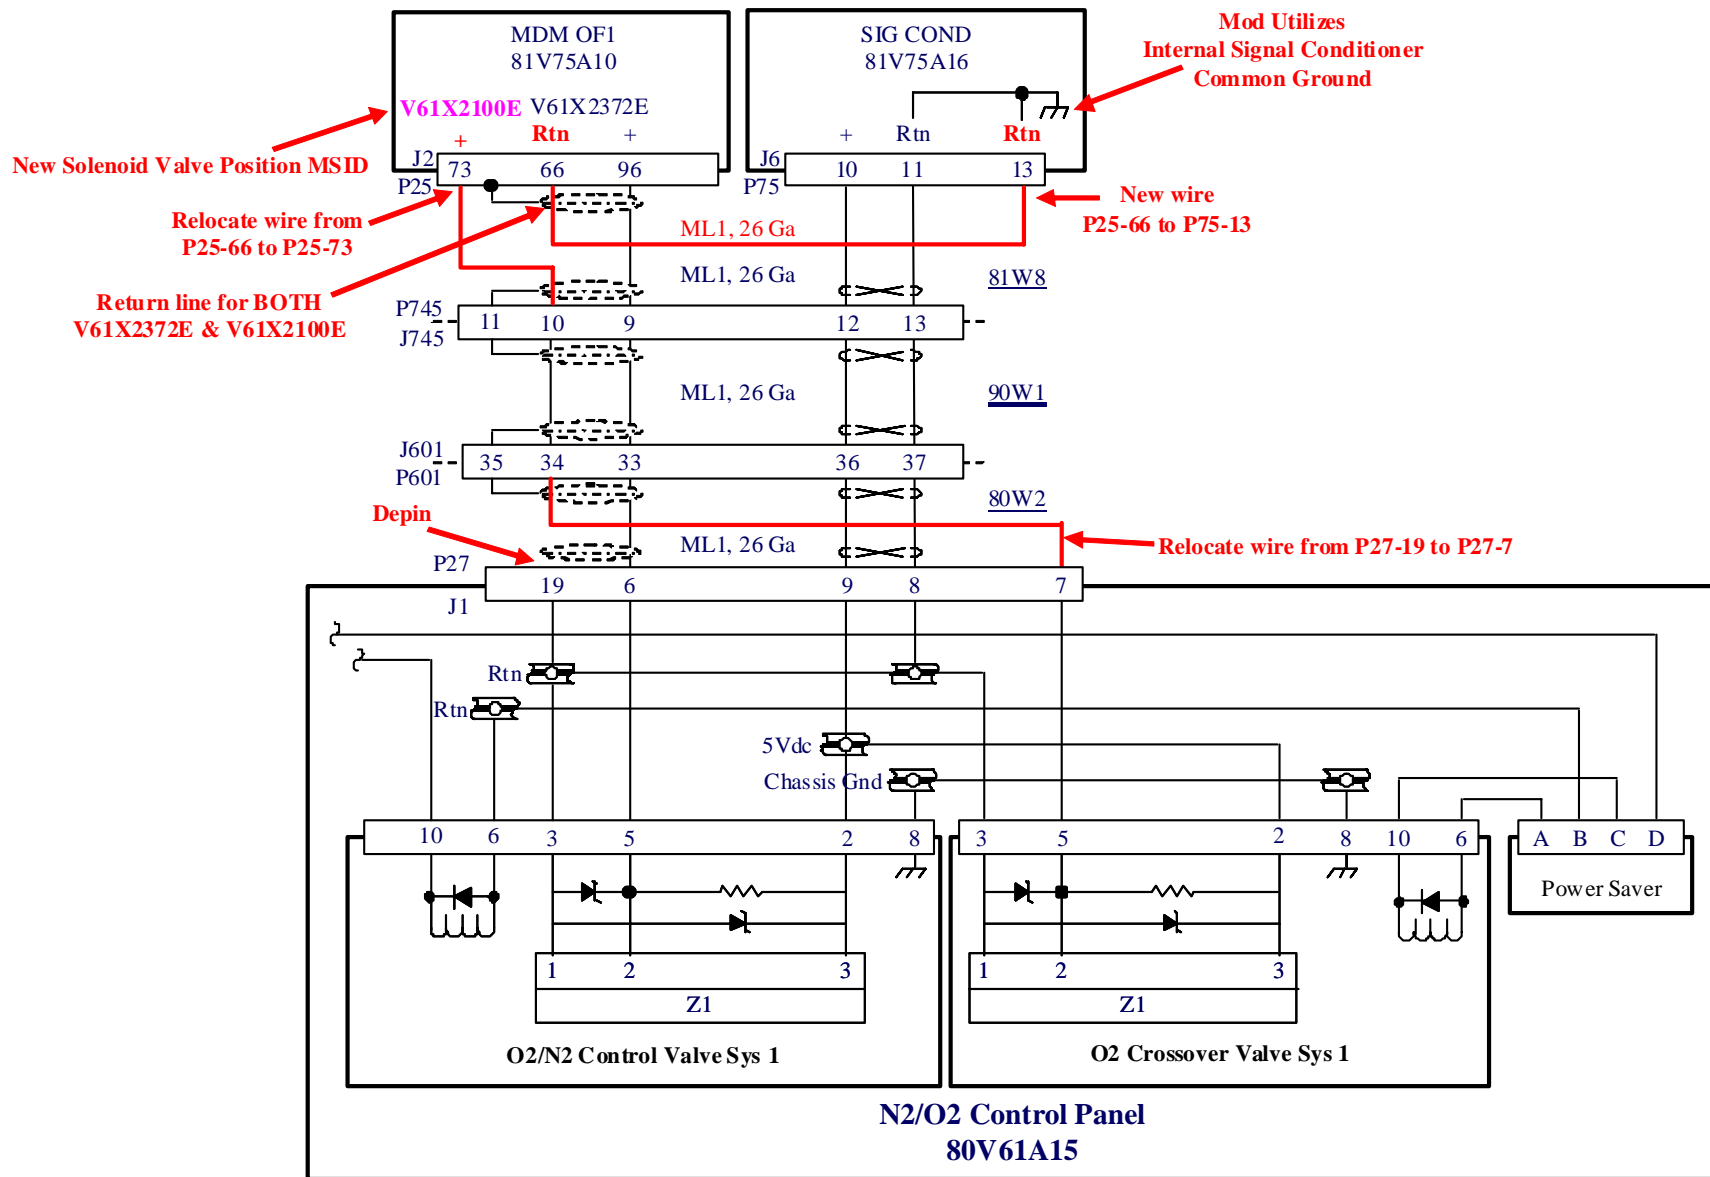 MDM OF1
81V75A10
SIG COND
81V75A16
Mod Utilizes
Internal Signal Conditioner
Common Ground
V61X2100E V61X2372E
+ Rtn +
+ Rtn Rtn
New Solenoid Valve Position MSID
J2 73 66 96
P25
J6 10 11 13
P75
Relocate wire from
P25-66 to P25-73
New wire
P25-66 to P75-13
ML1, 26 Ga
ML1, 26 Ga
81W8
Return line for BOTH
V61X2372E & V61X2100E
P745
11 10 9 12 13
J745
ML1, 26 Ga
90W1
J601
35 34 33 36 37
P601
80W2
Depin
ML1, 26 Ga
Relocate wire from P27-19 to P27-7
P27
19 6 9 8 7
J1
Rtn
Rtn
5Vdc
Chassis Gnd
10 6 3 5 2 8
3 5 2 8 10 6
A B C D
Power Saver
1 2 3
Z1
1 2 3
Z1
O2/N2 Control Valve Sys 1
O2 Crossover Valve Sys 1
N2/O2 Control Panel
80V61A15